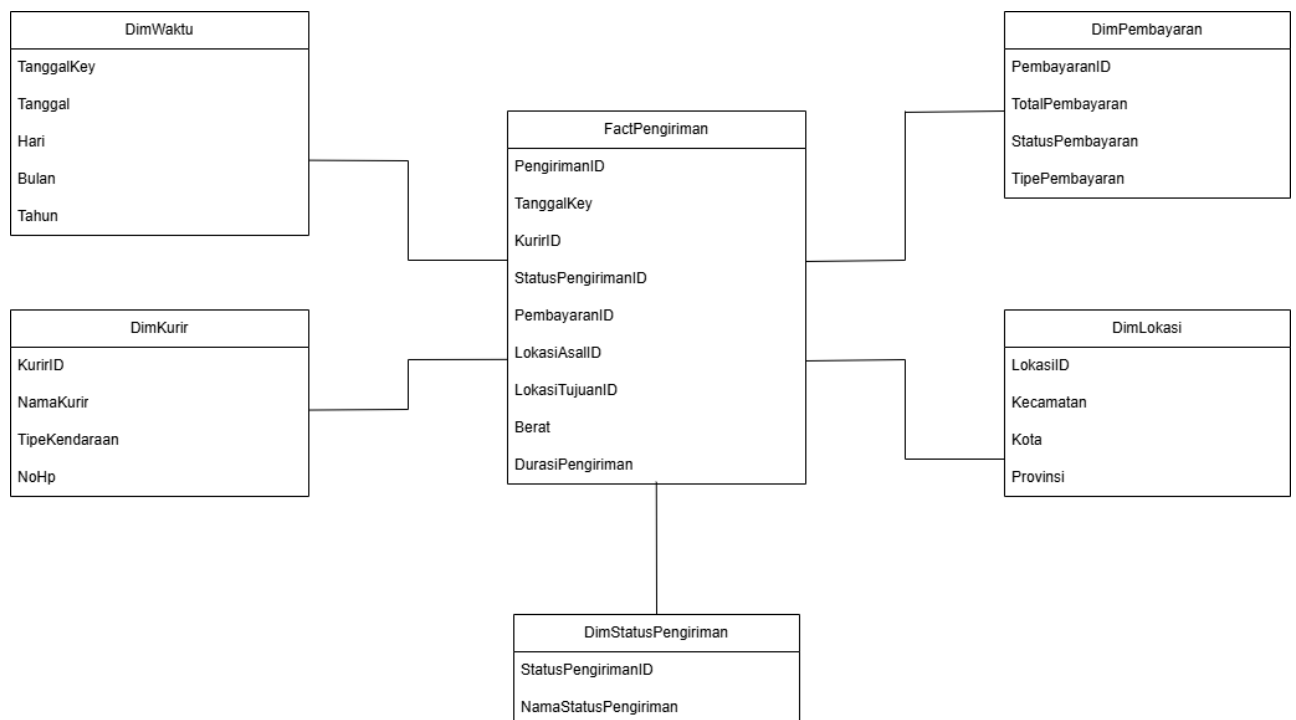 DimWaktu
TanggalKey
Tanggal
Hari
Bulan
Tahun
DimPembayaran
PembayaranID
TotalPembayaran
StatusPembayaran
TipePembayaran
FactPengiriman
PengirimanID
TanggalKey
KurirID
StatusPengirimanID
PembayaranID
LokasiAsalID
LokasiTujuanID
Berat
DurasiPengiriman
DimKurir
KurirID
NamaKurir
TipeKendaraan
NoHp
DimLokasi
LokasiID
Kecamatan
Kota
Provinsi
DimStatusPengiriman
StatusPengirimanID
NamaStatusPengiriman